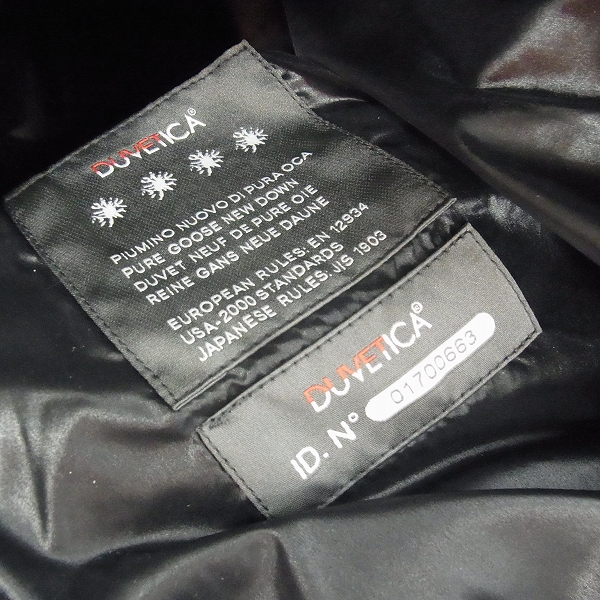 DUVETICA®
PIUMINO NUOVO DI PURA OCA
PURE GOOSE NEW DOWN
DUVET NEUF DE PURE OIE
REINE GANS NEUE DAUNE
EUROPEAN RULES: EN 12934
USA-2000 STANDARDS
JAPANESE RULES: JIS 1903
DUVETICA®
ID. N° 01700663